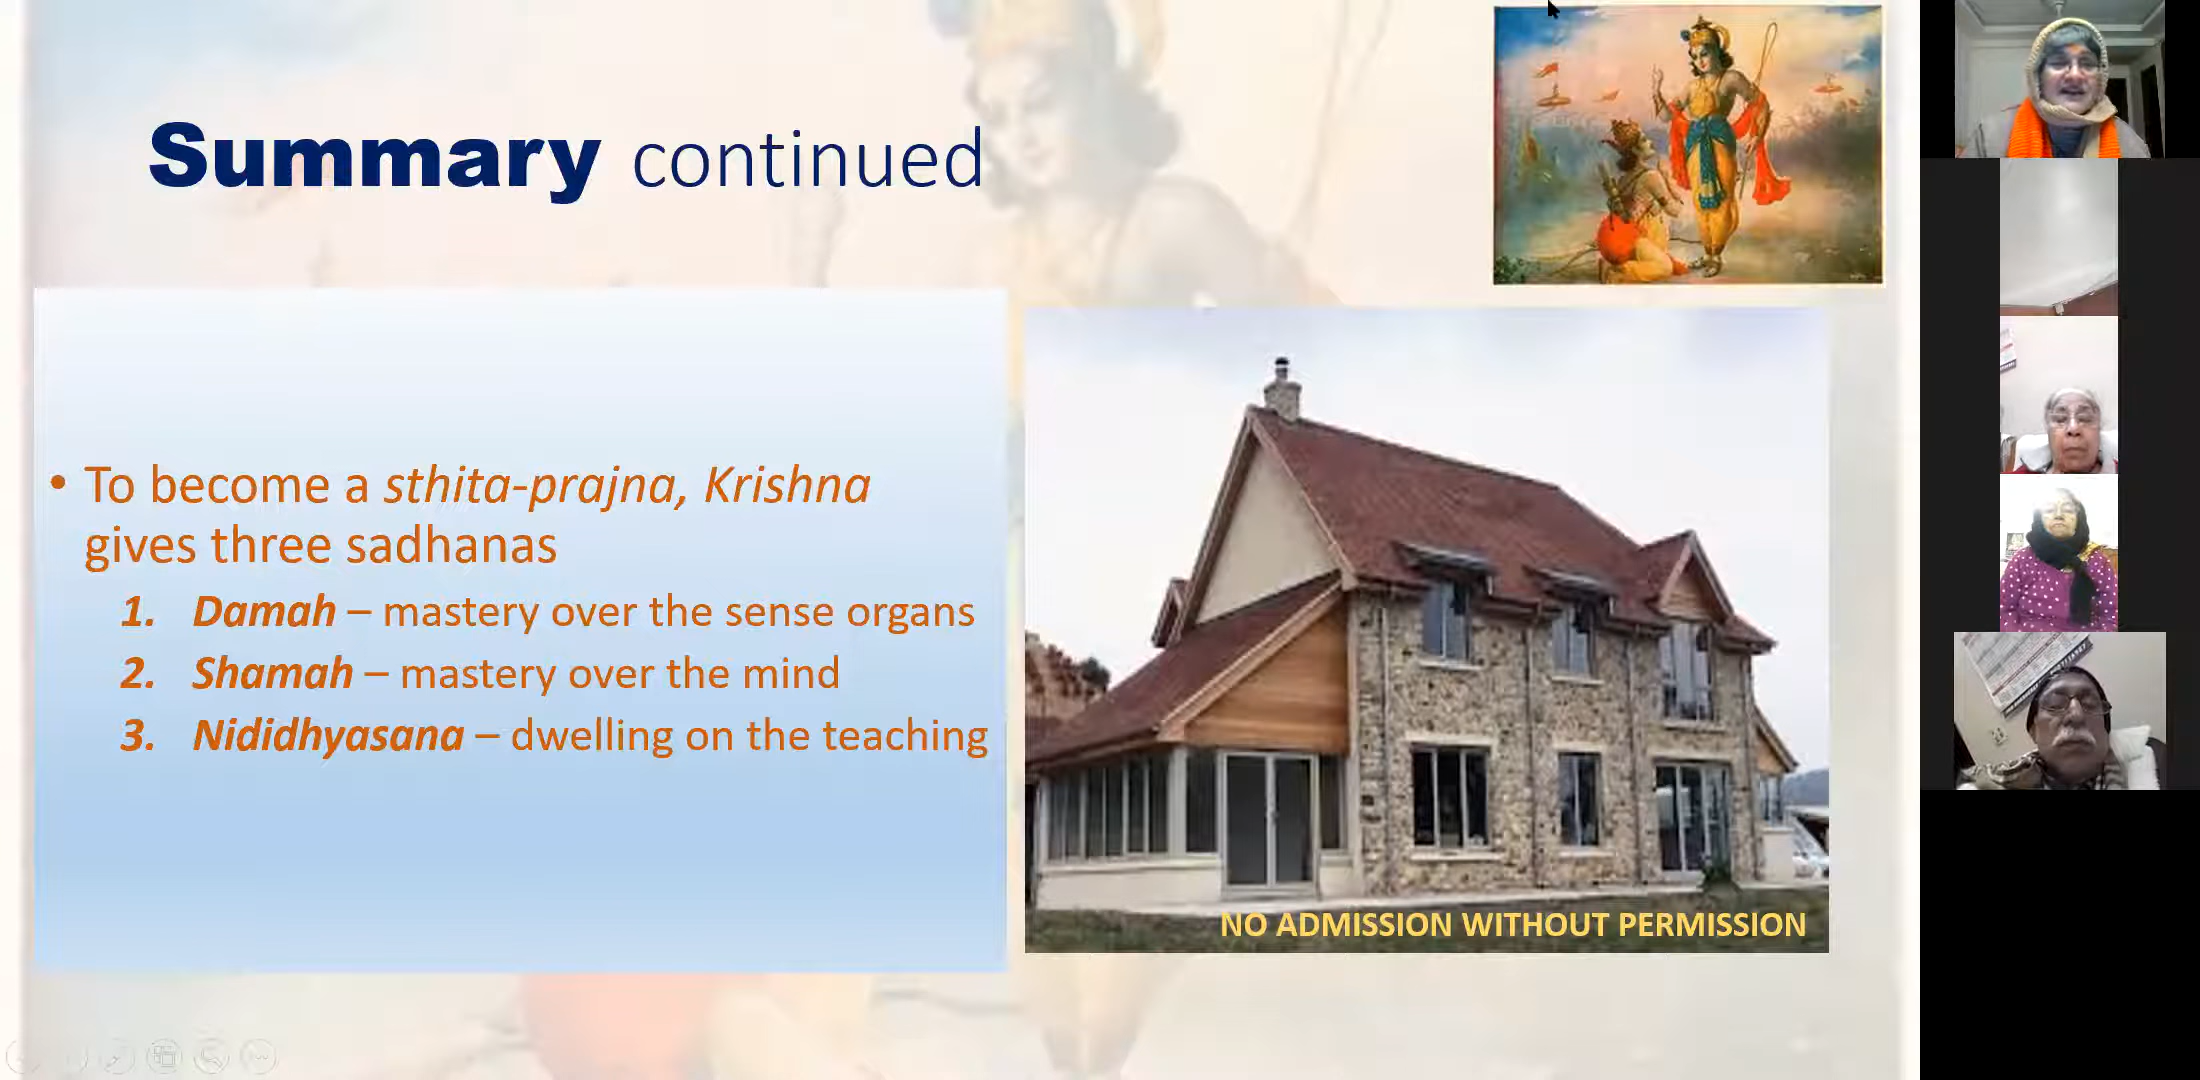 Summary continued
• To become a sthita-prajna, Krishna
gives three sadhanas
1. Damah – mastery over the sense organs
2. Shamah – mastery over the mind
3. Nididhyasana – dwelling on the teaching
NO ADMISSION WITHOUT PERMISSION